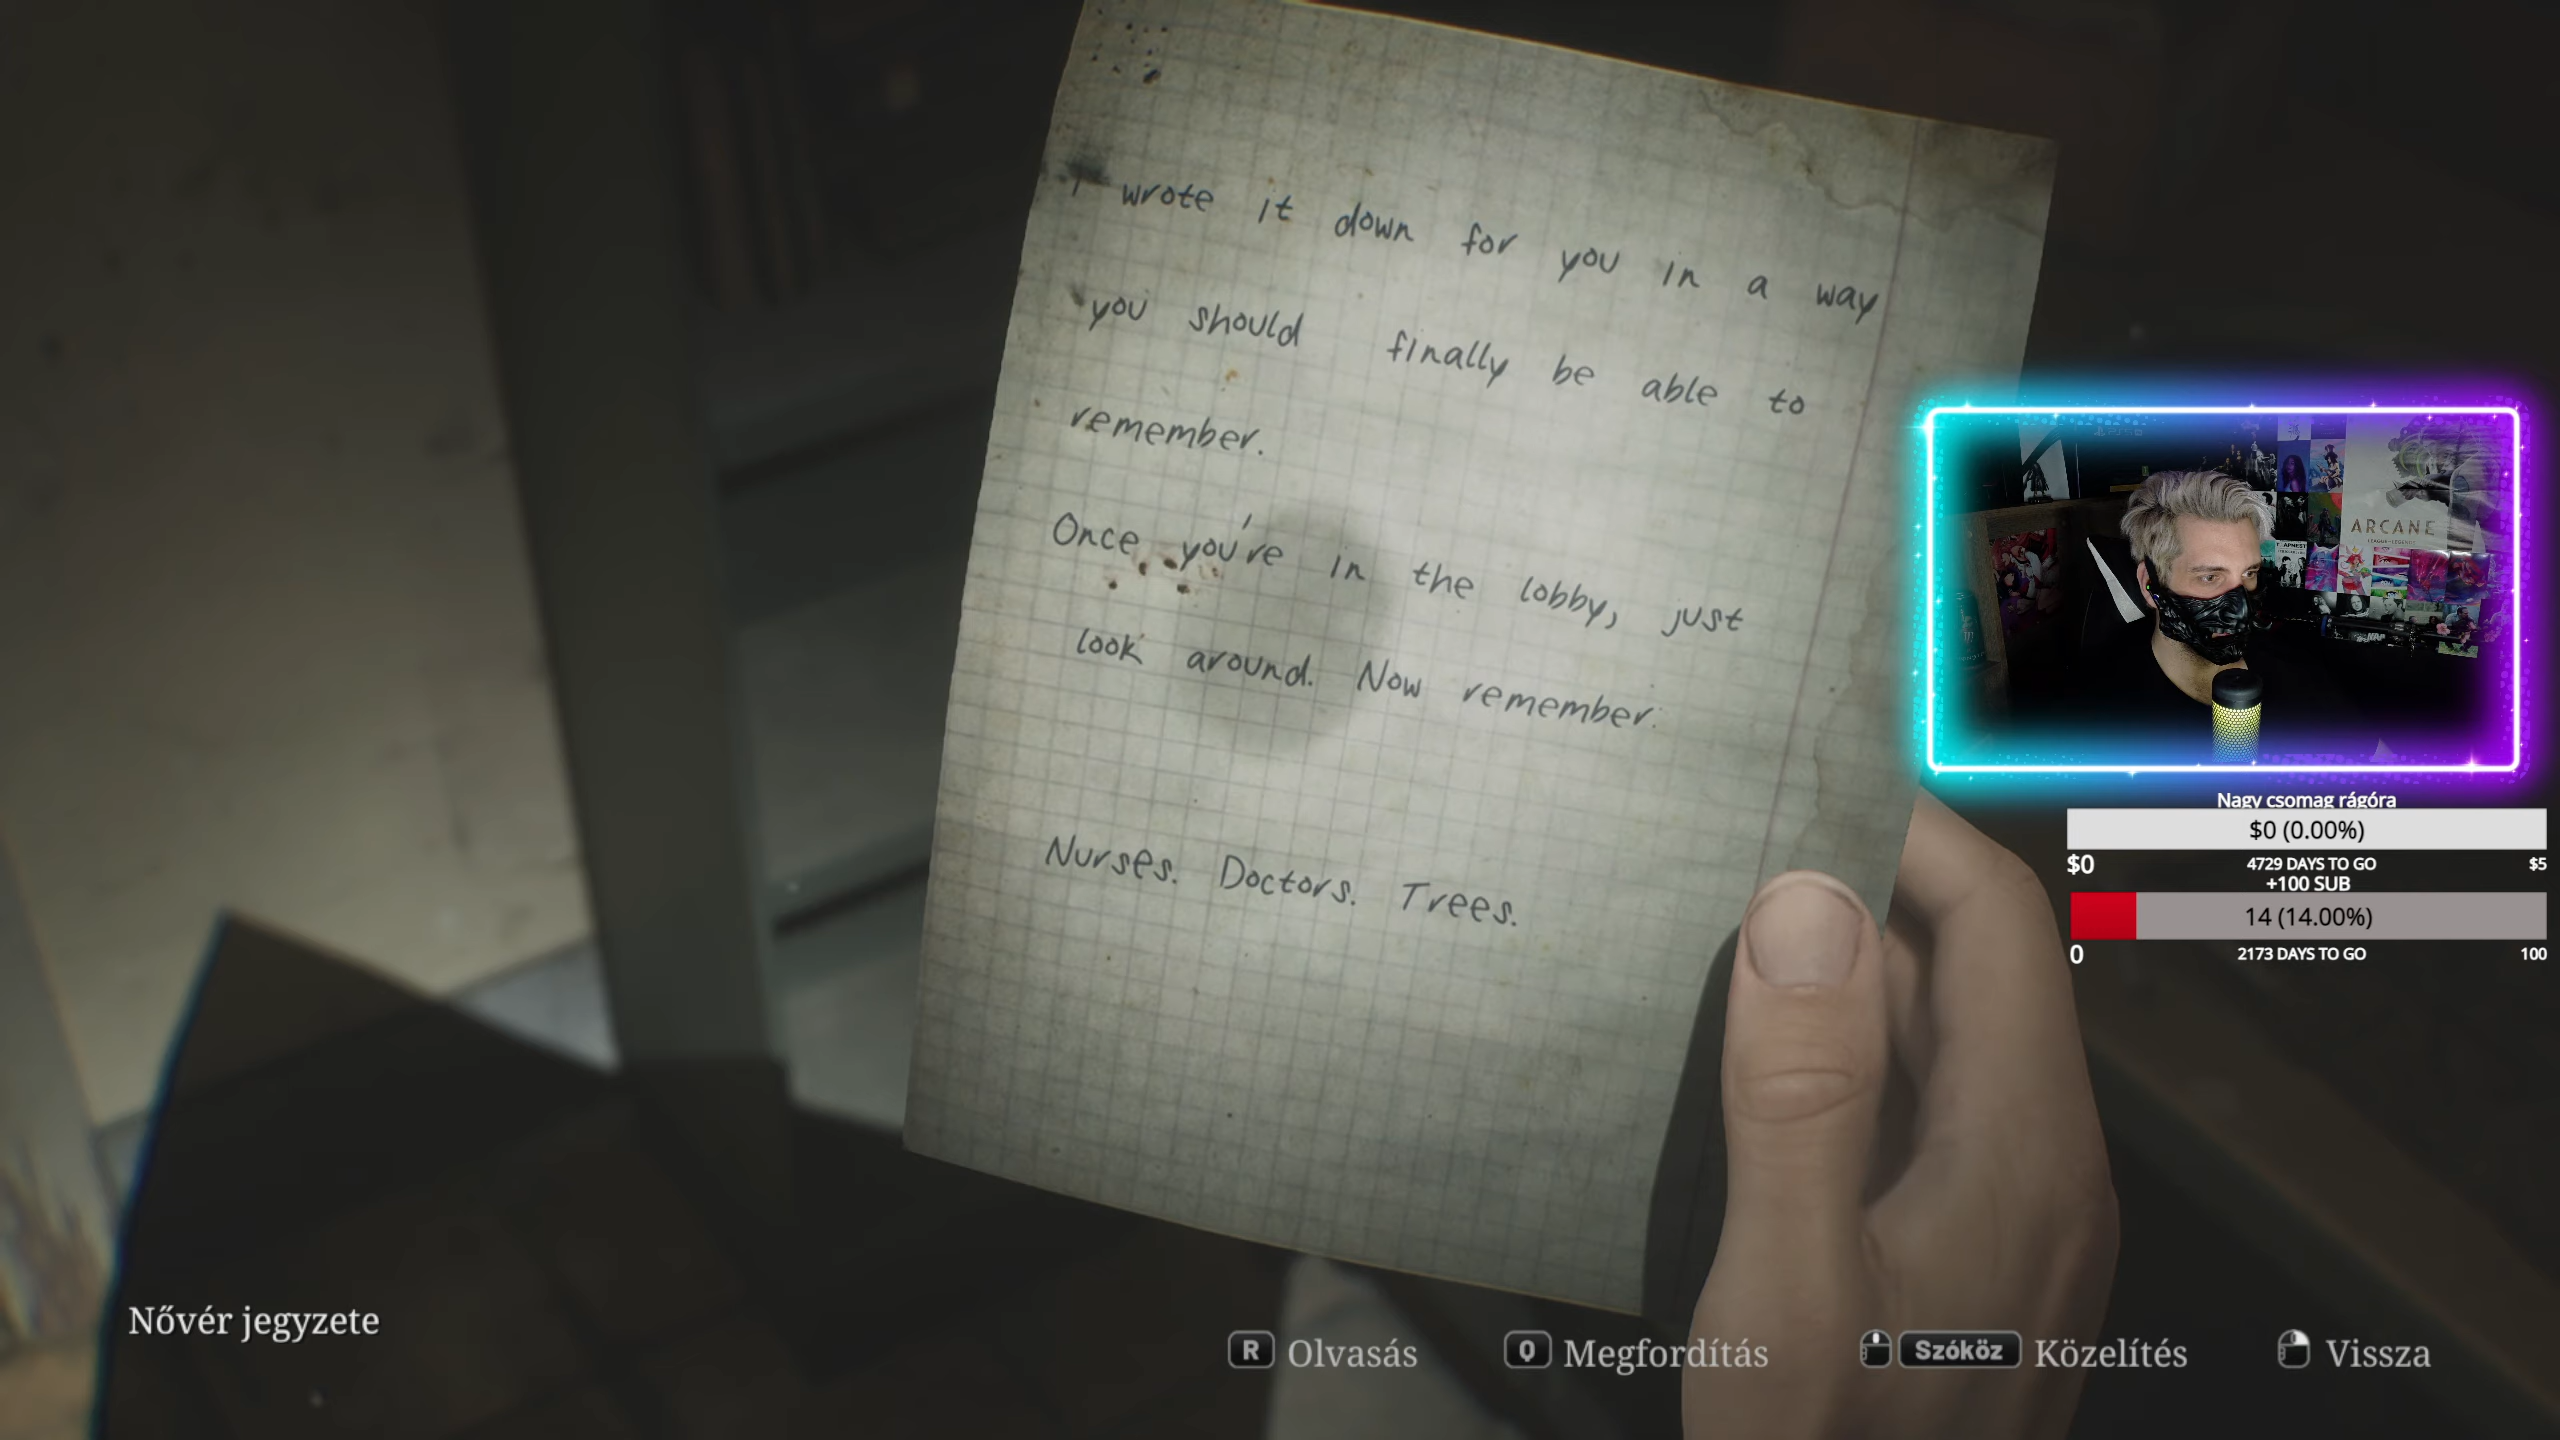 I wrote it down for you in a way
you should finally be able to
remember.
Once you're in the lobby, just
look around. Now remember.
Nurses. Doctors. Trees.
ARCANE
Nagy csomag rágóra
$0 (0.00%)
$0 4729 DAYS TO GO $5
+100 SUB
14 (14.00%)
0 2173 DAYS TO GO 100
Nővér jegyzete
R Olvasás Q Megfordítás Szóköz Közelítés Vissza